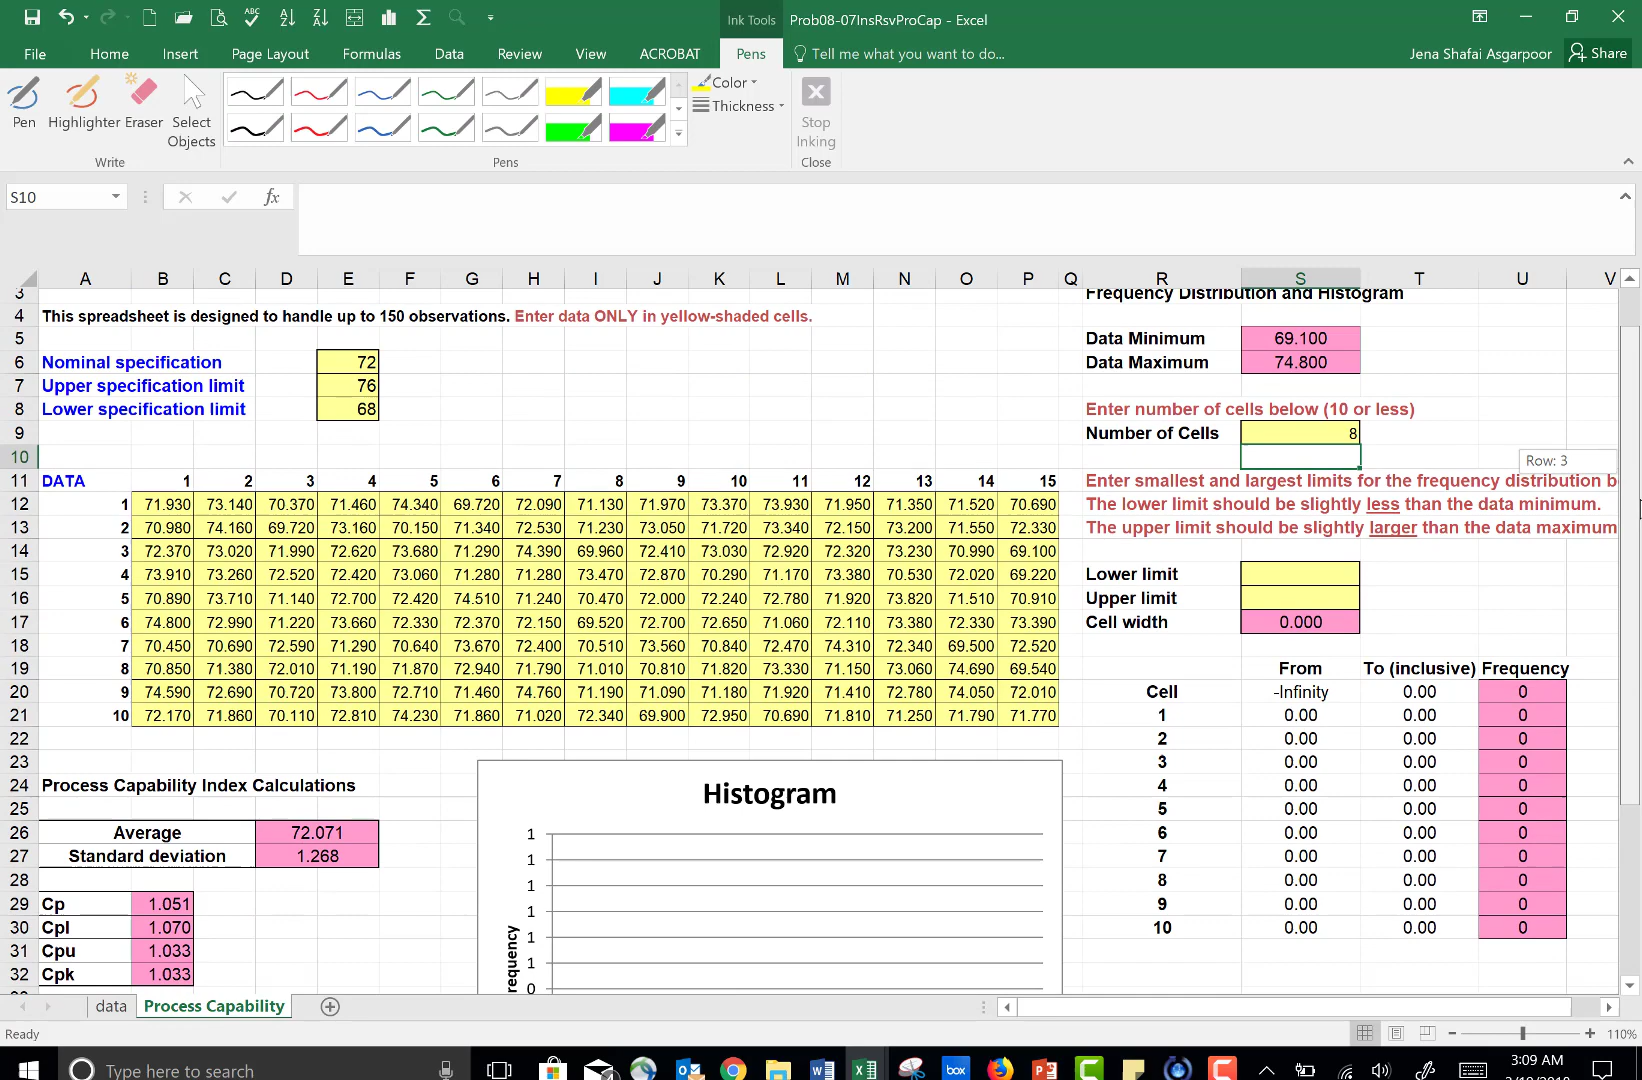 Ink Tools
Prob08-07InsRsvProCap - Excel
File Home Insert Page Layout Formulas Data Review View ACROBAT Pens Tell me what you want to do... Jena Shafai Asgarpoor Share
Pen Highlighter Eraser Select Objects
Color
Thickness
Stop Inking
Write Pens Close
S10 fx
A B C D E F G H I J K L M N O P Q R S T U V
3 Frequency Distribution and Histogram
4 This spreadsheet is designed to handle up to 150 observations. Enter data ONLY in yellow-shaded cells.
5 Data Minimum 69.100
6 Nominal specification 72 Data Maximum 74.800
7 Upper specification limit 76
8 Lower specification limit 68 Enter number of cells below (10 or less)
9 Number of Cells 8
10 Row: 3
11 DATA 1 2 3 4 5 6 7 8 9 10 11 12 13 14 15 Enter smallest and largest limits for the frequency distribution b
12 1 71.930 73.140 70.370 71.460 74.340 69.720 72.090 71.130 71.970 73.370 73.930 71.950 71.350 71.520 70.690 The lower limit should be slightly less than the data minimum.
13 2 70.980 74.160 69.720 73.160 70.150 71.340 72.530 71.230 73.050 71.720 73.340 72.150 73.200 71.550 72.330 The upper limit should be slightly larger than the data maximum
14 3 72.370 73.020 71.990 72.620 73.680 71.290 74.390 69.960 72.410 73.030 72.920 72.320 73.230 70.990 69.100
15 4 73.910 73.260 72.520 72.420 73.060 71.280 71.280 73.470 72.870 70.290 71.170 73.380 70.530 72.020 69.220 Lower limit
16 5 70.890 73.710 71.140 72.700 72.420 74.510 71.240 70.470 72.000 72.240 72.780 71.920 73.820 71.510 70.910 Upper limit
17 6 74.800 72.990 71.220 73.660 72.330 72.370 72.150 69.520 72.700 72.650 71.060 72.110 73.380 72.330 73.390 Cell width 0.000
18 7 70.450 70.690 72.590 71.290 70.640 73.670 72.400 70.510 73.560 70.840 72.470 74.310 72.340 69.500 72.520
19 8 70.850 71.380 72.010 71.190 71.870 72.940 71.790 71.010 70.810 71.820 73.330 71.150 73.060 74.690 69.540 From To (inclusive) Frequency
20 9 74.590 72.690 70.720 73.800 72.710 71.460 74.760 71.190 71.090 71.180 71.920 71.410 72.780 74.050 72.010 Cell -Infinity 0.00 0
21 10 72.170 71.860 70.110 72.810 74.230 71.860 71.020 72.340 69.900 72.950 70.690 71.810 71.250 71.790 71.770 1 0.00 0.00 0
22 2 0.00 0.00 0
23 3 0.00 0.00 0
24 Process Capability Index Calculations Histogram 4 0.00 0.00 0
25 5 0.00 0.00 0
26 Average 72.071 1 6 0.00 0.00 0
27 Standard deviation 1.268 1 7 0.00 0.00 0
28 1 8 0.00 0.00 0
29 Cp 1.051 1 9 0.00 0.00 0
30 Cpl 1.070 1 10 0.00 0.00 0
31 Cpu 1.033 1
32 Cpk 1.033 0
data Process Capability
Ready 110%
Type here to search
3:09 AM